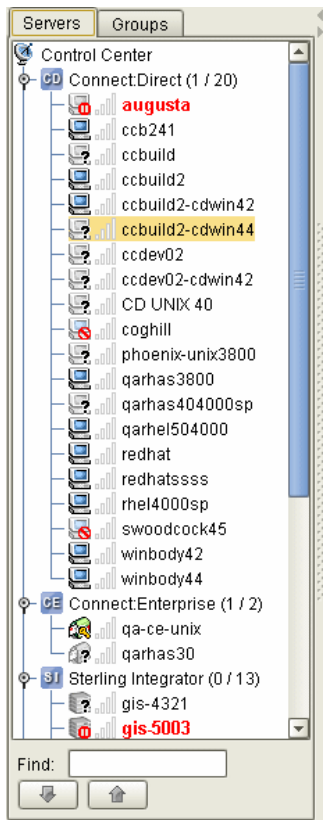 Servers Groups
Control Center
CD Connect:Direct (1 / 20)
augusta
ccb241
? ccbuild
ccbuild2
ccbuild2-cdwin42
? ccbuild2-cdwin44
? ccdev02
? ccdev02-cdwin42
? CD UNIX 40
coghill
? phoenix-unix3800
qarhas3800
? qarhas404000sp
qarhel504000
redhat
redhatssss
rhel4000sp
swoodcock45
winbody42
winbody44
CE Connect:Enterprise (1 / 2)
qa-ce-unix
? qarhas30
SI Sterling Integrator (0 / 13)
? gis-4321
gis-5003
Find: